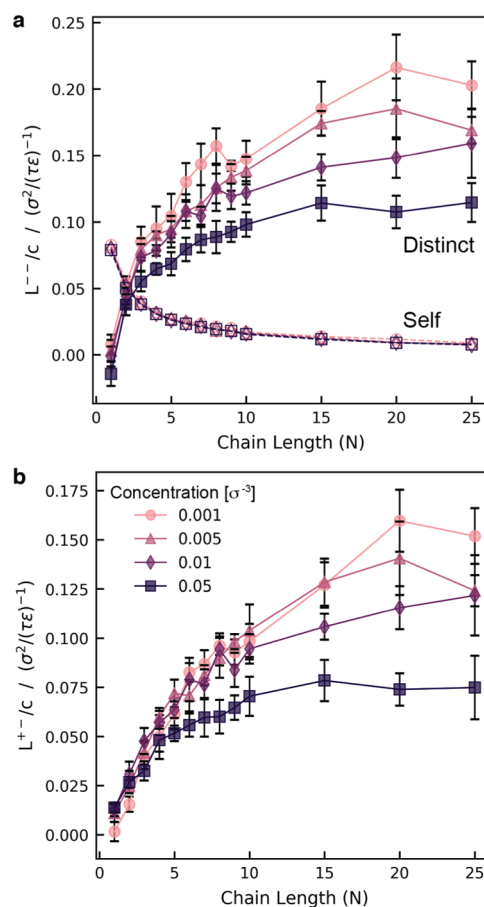 a
0.25
0.20
0.15
0.10
0.05
0.00
L⁻⁻/c / (σ²/(τε)⁻¹)
Distinct
Self
0 5 10 15 20 25
Chain Length (N)
b
Concentration [σ⁻³]
0.001
0.005
0.01
0.05
0.175
0.150
0.125
0.100
0.075
0.050
0.025
0.000
L⁺⁻/c / (σ²/(τε)⁻¹)
0 5 10 15 20 25
Chain Length (N)